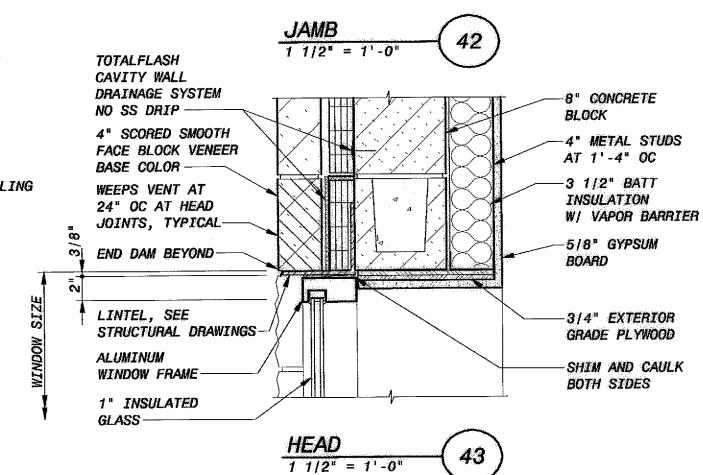 JAMB
1 1/2" = 1'-0"
42
TOTALFLASH
CAVITY WALL
DRAINAGE SYSTEM
NO SS DRIP
4" SCORED SMOOTH
FACE BLOCK VENEER
BASE COLOR
LING
WEEPS VENT AT
24" OC AT HEAD
JOINTS, TYPICAL
END DAM BEYOND
3/8"
2"
WINDOW SIZE
LINTEL, SEE
STRUCTURAL DRAWINGS
ALUMINUM
WINDOW FRAME
1" INSULATED
GLASS
8" CONCRETE
BLOCK
4" METAL STUDS
AT 1'-4" OC
3 1/2" BATT
INSULATION
W/ VAPOR BARRIER
5/8" GYPSUM
BOARD
3/4" EXTERIOR
GRADE PLYWOOD
SHIM AND CAULK
BOTH SIDES
HEAD
1 1/2" = 1'-0"
43